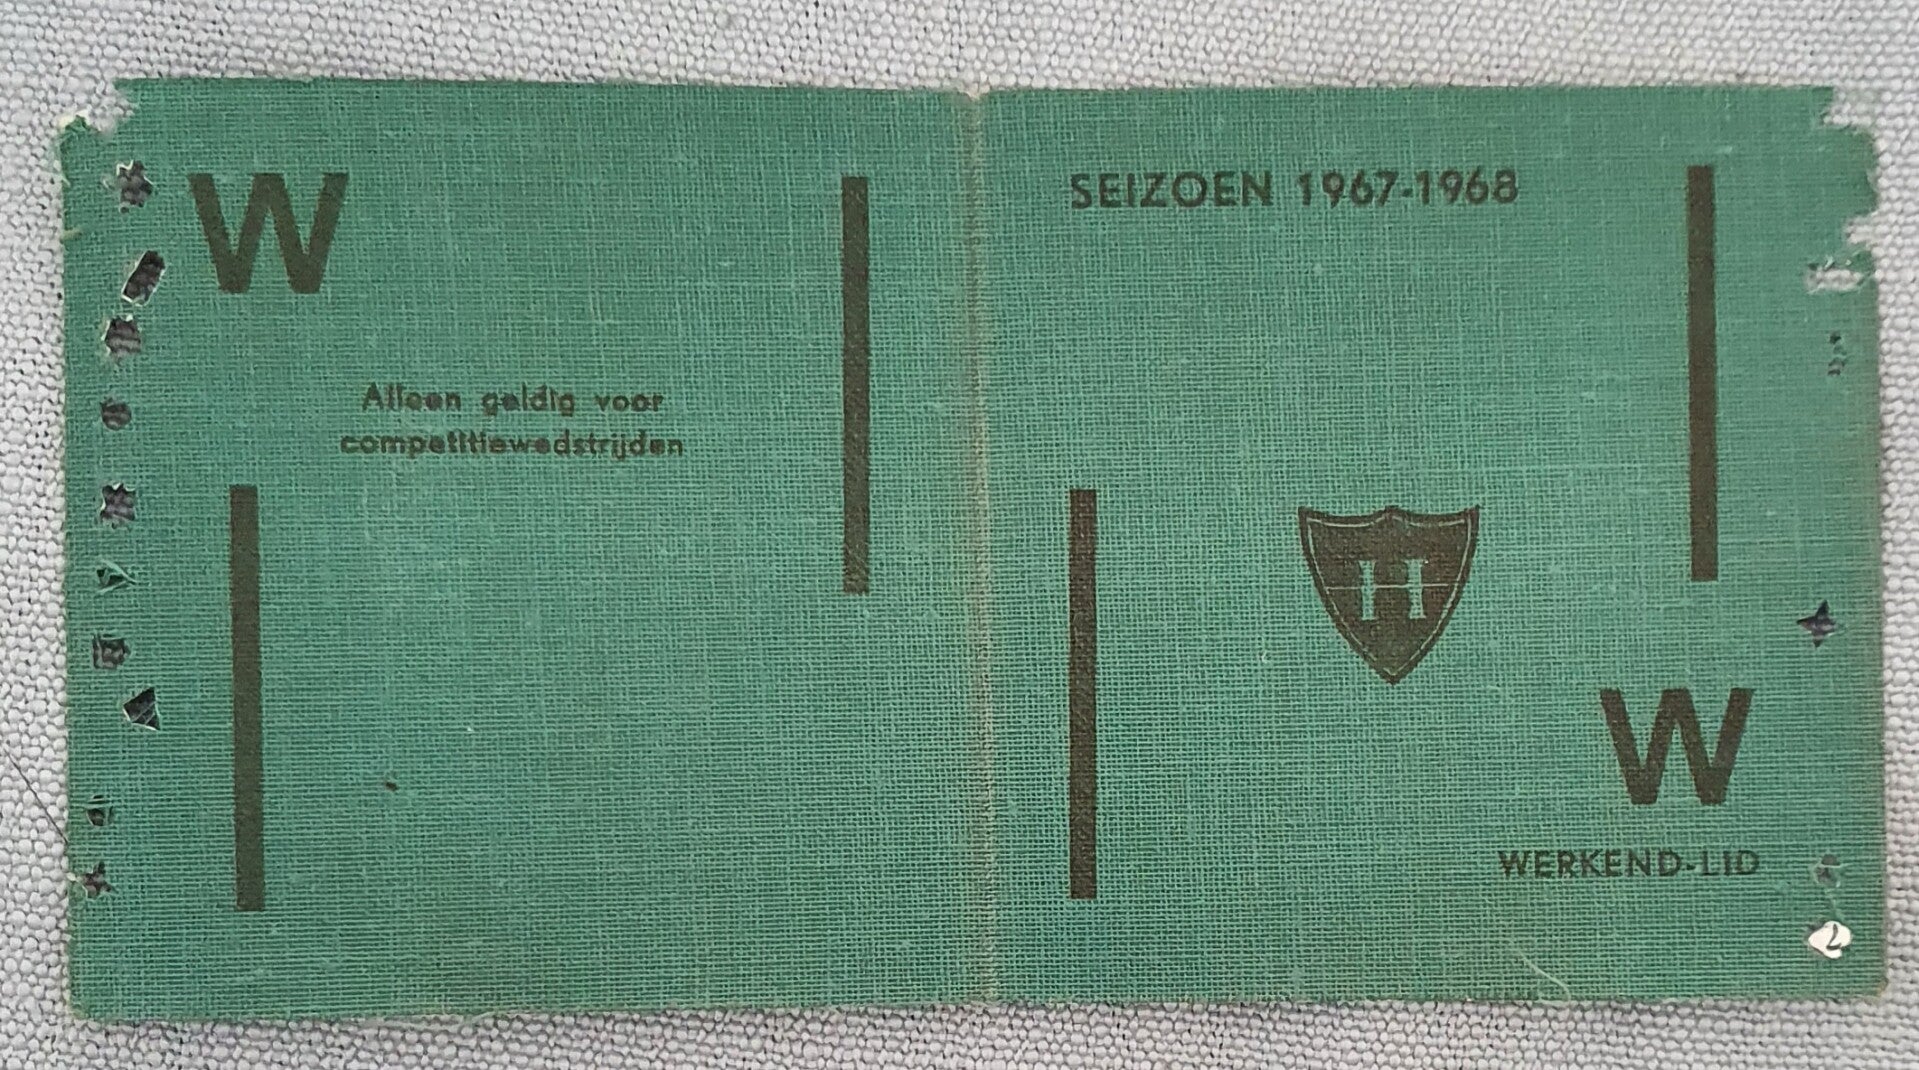 W
Alleen geldig voor
competitiewedstrijden
SEIZOEN 1967-1968
H
W
WERKEND-LID